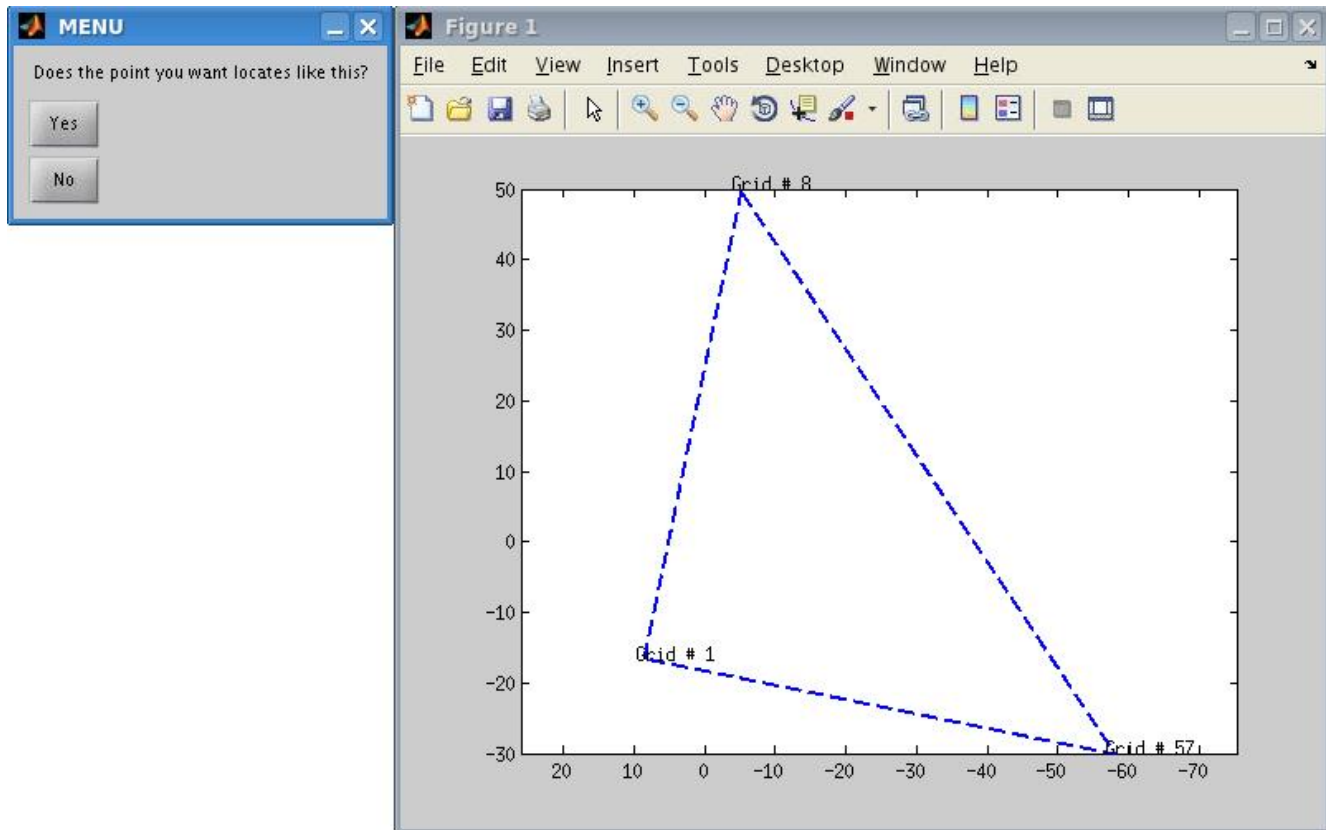 MENU
Does the point you want locates like this?
Yes
No
Figure 1
File Edit View Insert Tools Desktop Window Help
Grid # 8
50
40
30
20
10
0
-10
Grid # 1
-20
-30
Grid # 57
20 10 0 -10 -20 -30 -40 -50 -60 -70